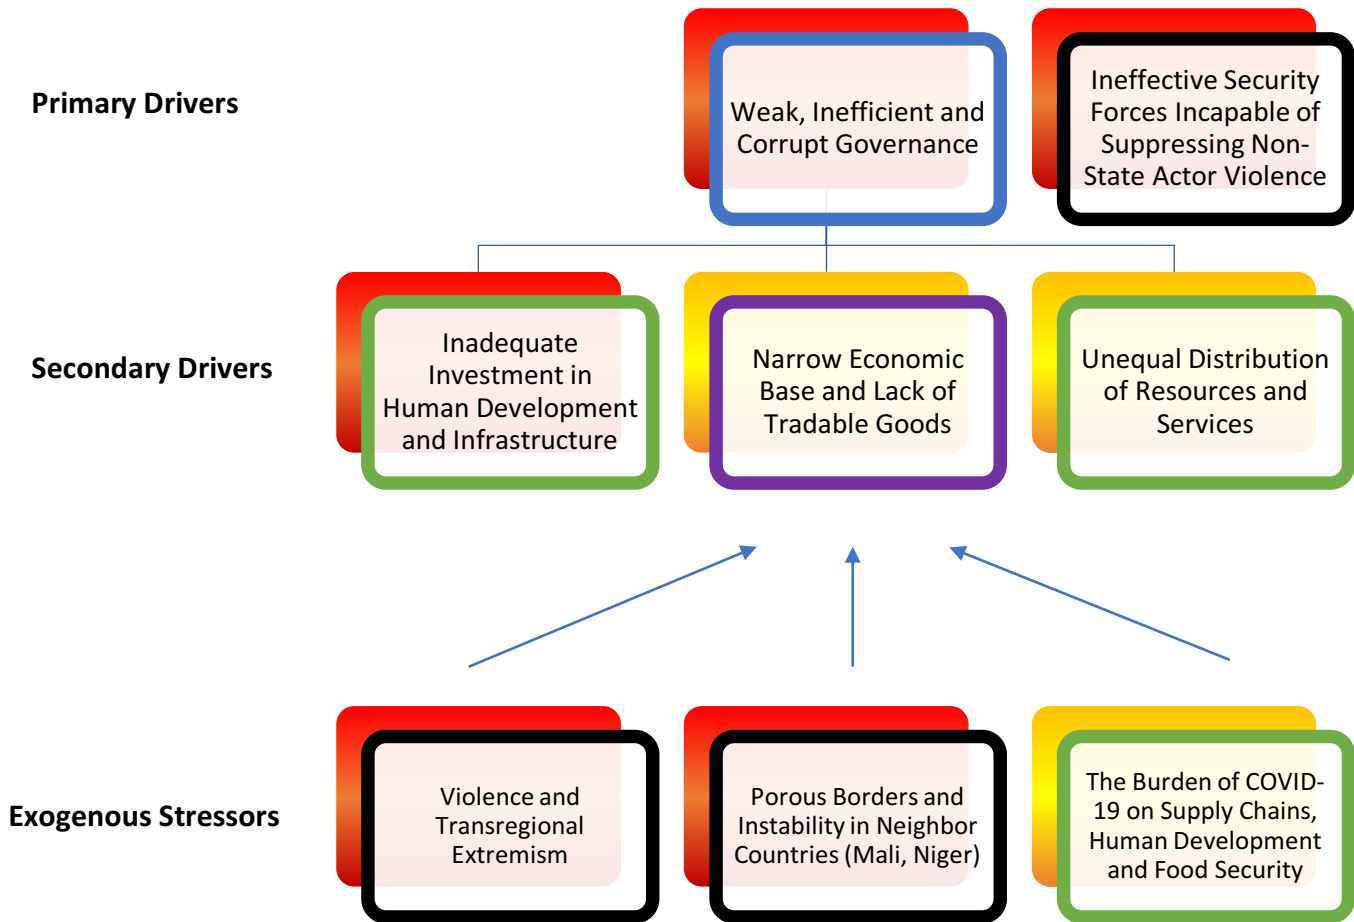 Primary Drivers
Weak, Inefficient and
Corrupt Governance
Ineffective Security
Forces Incapable of
Suppressing Non-
State Actor Violence
Secondary Drivers
Inadequate
Investment in
Human Development
and Infrastructure
Narrow Economic
Base and Lack of
Tradable Goods
Unequal Distribution
of Resources and
Services
Exogenous Stressors
Violence and
Transregional
Extremism
Porous Borders and
Instability in Neighbor
Countries (Mali, Niger)
The Burden of COVID-
19 on Supply Chains,
Human Development
and Food Security